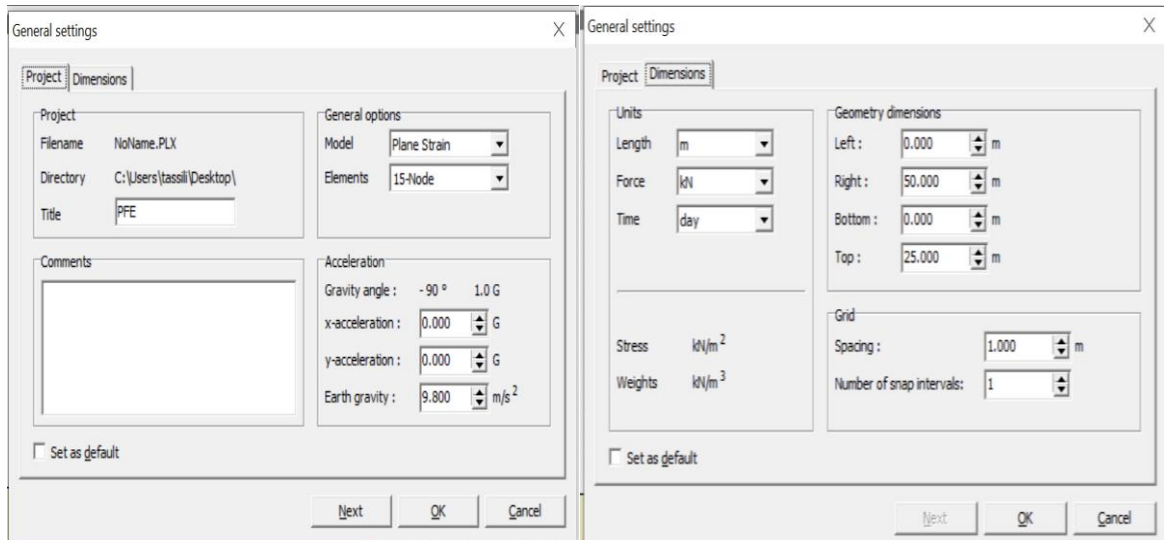 General settings
Project Dimensions
Project
Filename NoName.PLX
Directory C:\Users\tassili\Desktop\
Title PFE
General options
Model Plane Strain
Elements 15-Node
Comments
Acceleration
Gravity angle : - 90 ° 1.0 G
x-acceleration : 0.000 G
y-acceleration : 0.000 G
Earth gravity : 9.800 m/s²
Set as default
Next OK Cancel
General settings
Project Dimensions
Units
Length m
Force kN
Time day
Stress kN/m²
Weights kN/m³
Geometry dimensions
Left : 0.000 m
Right : 50.000 m
Bottom : 0.000 m
Top : 25.000 m
Grid
Spacing : 1.000 m
Number of snap intervals: 1
Set as default
Next OK Cancel